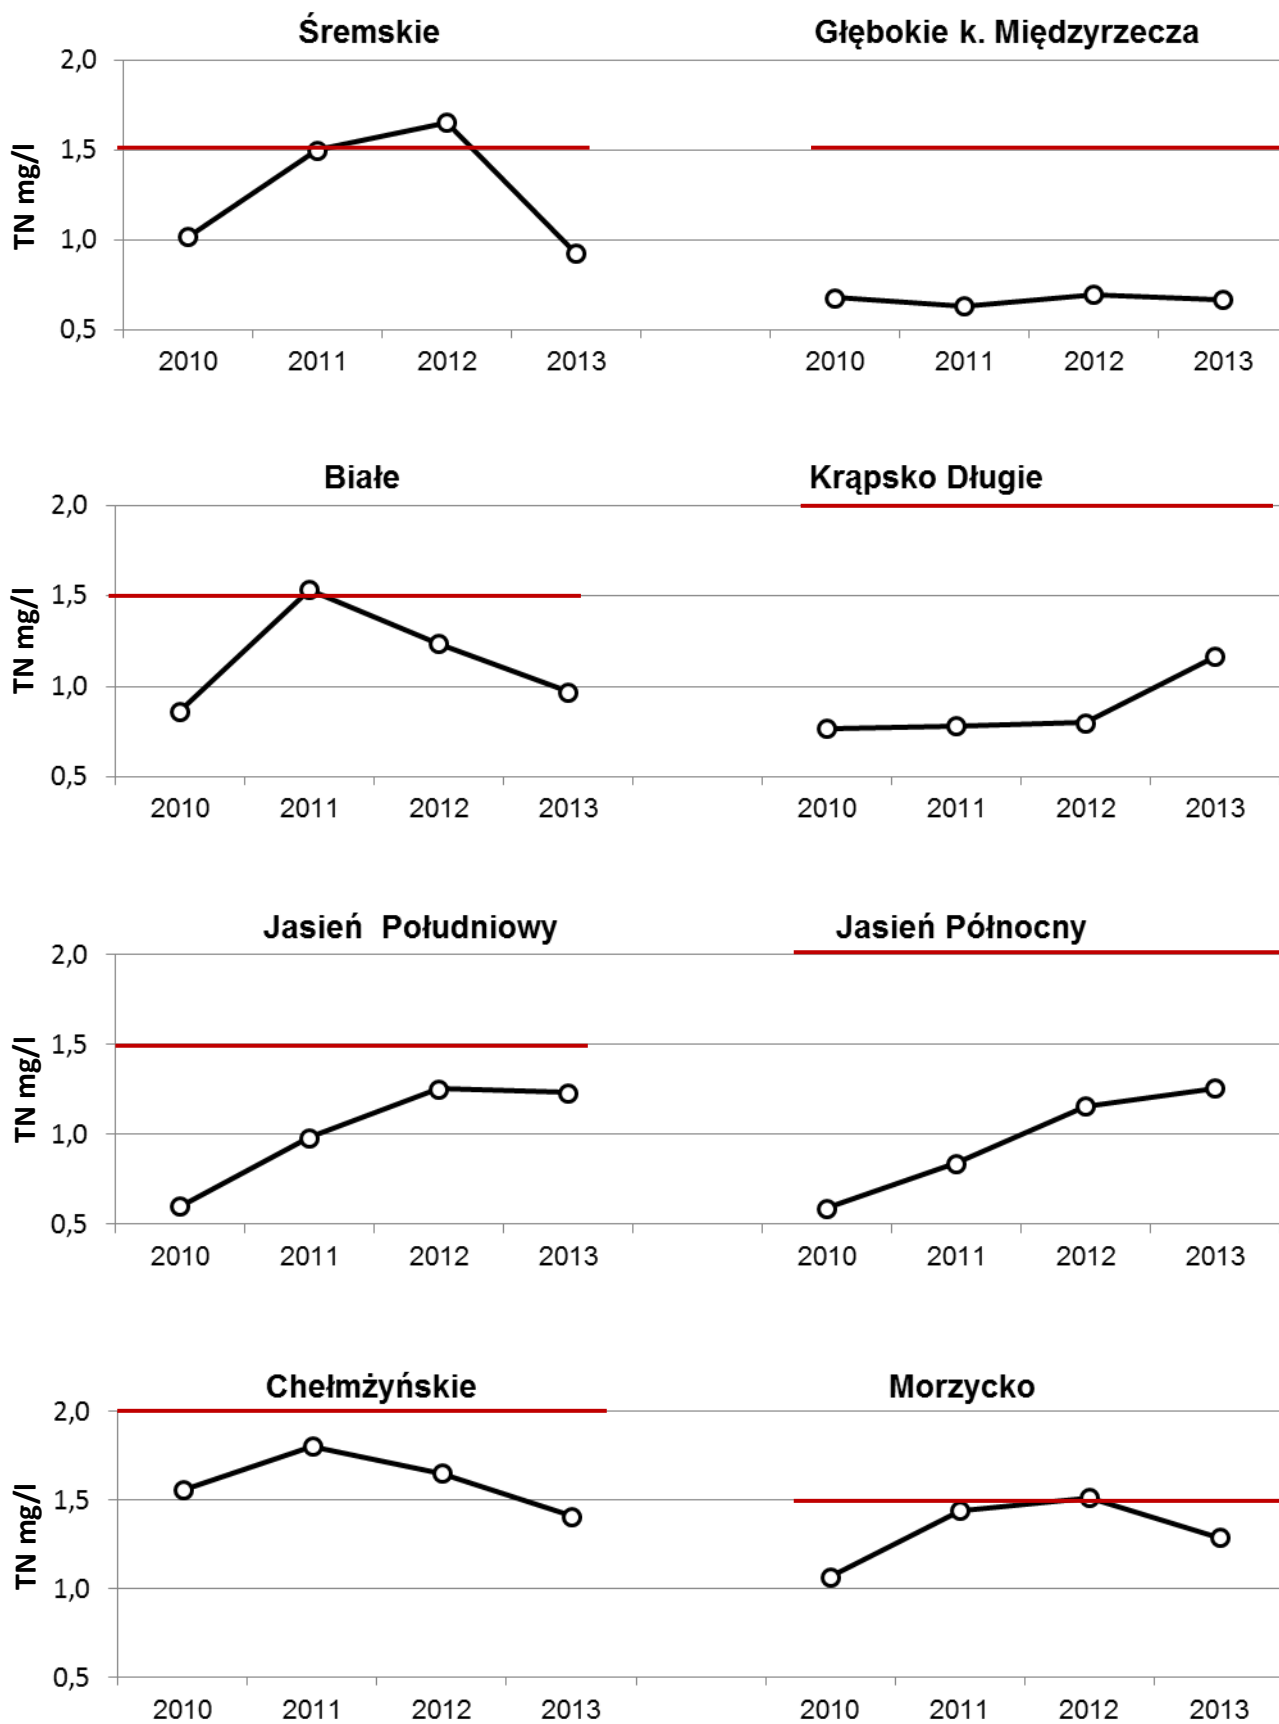 Śremskie
Głębokie k. Międzyrzecza
TN mg/l
2,0
1,5
1,0
0,5
2010 2011 2012 2013 2010 2011 2012 2013
Białe
Krąpsko Długie
TN mg/l
2,0
1,5
1,0
0,5
2010 2011 2012 2013 2010 2011 2012 2013
Jasień Południowy
Jasień Północny
TN mg/l
2,0
1,5
1,0
0,5
2010 2011 2012 2013 2010 2011 2012 2013
Chełmżyńskie
Morzycko
TN mg/l
2,0
1,5
1,0
0,5
2010 2011 2012 2013 2010 2011 2012 2013